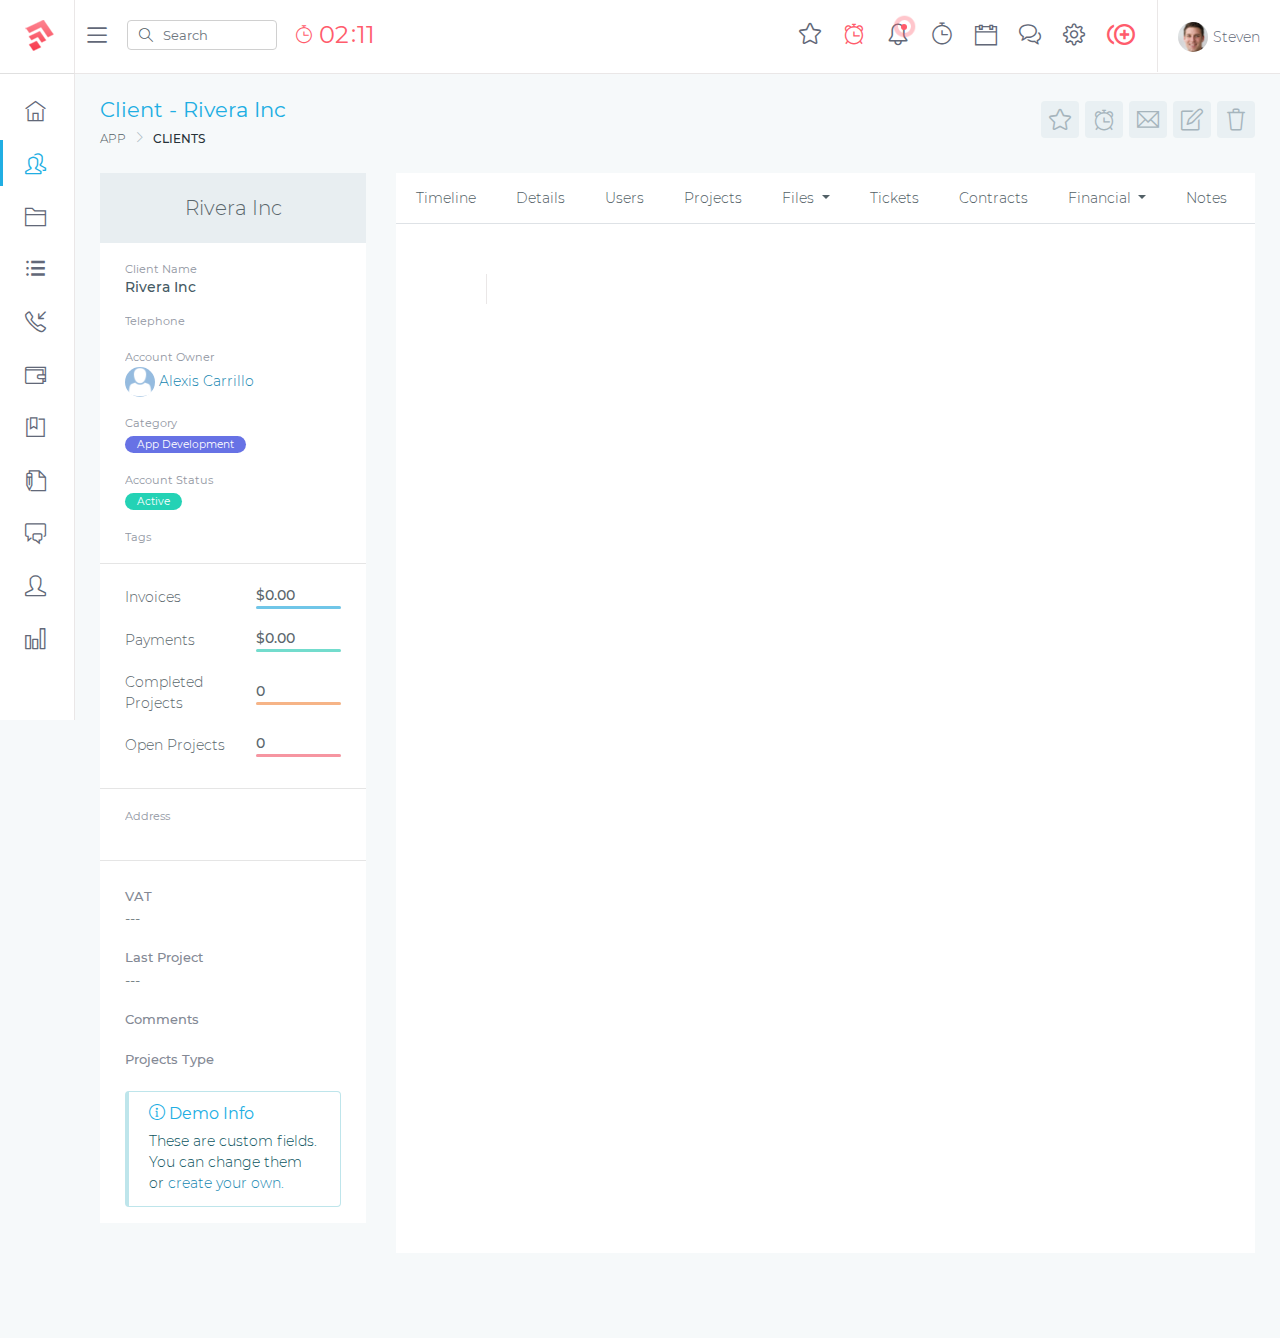 Search
02:11
Steven
Client - Rivera Inc
APP
CLIENTS
Rivera Inc
Timeline
Details
Users
Projects
Files
Tickets
Contracts
Financial
Notes
Client Name
Rivera Inc
Telephone
Account Owner
Alexis Carrillo
Category
App Development
Account Status
Active
Tags
Invoices
$0.00
Payments
$0.00
Completed
Projects
0
Open Projects
0
Address
VAT
---
Last Project
---
Comments
Projects Type
Demo Info
These are custom fields.
You can change them
or create your own.